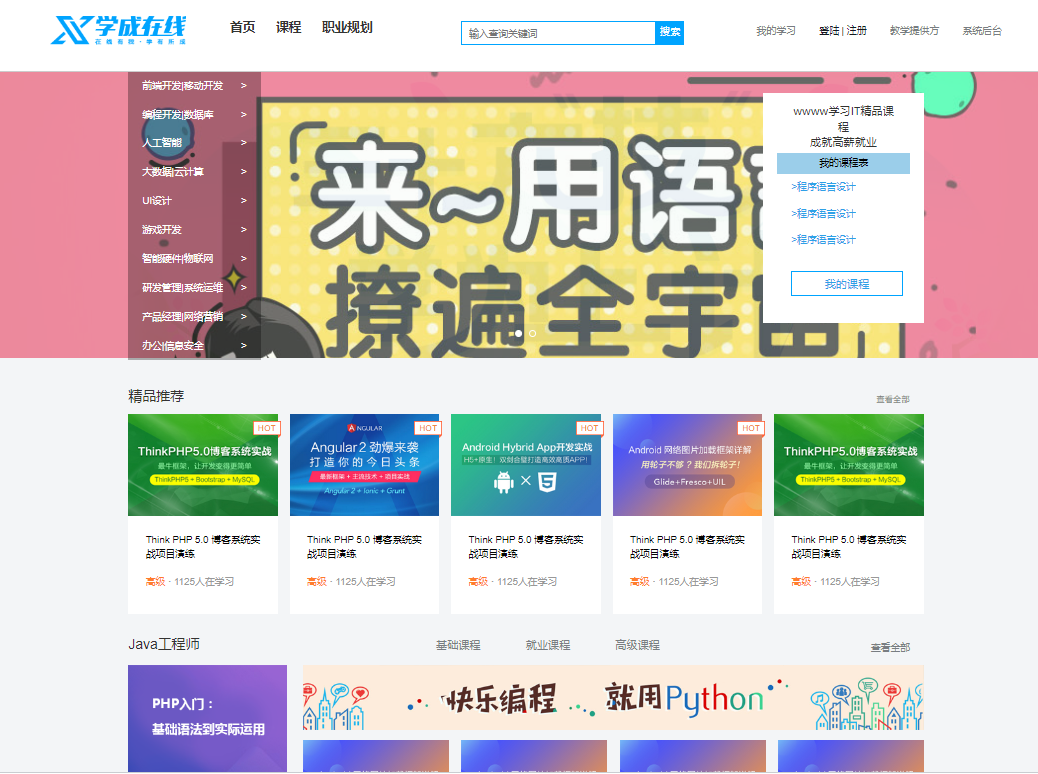 学成在线
在线有想·学有所成
首页 课程 职业规划
输入查询关键词 搜索
我的学习 登陆 | 注册 教学提供方 系统后台
前端开发|移动开发 >
编程开发|数据库 >
人工智能 >
大数据|云计算 >
UI设计 >
游戏开发 >
智能硬件|物联网 >
研发管理|系统运维 >
产品经理|网络营销 >
办公|信息安全 >
来~用语
撩遍全宇宙
wwww学习IT精品课
程
成就高薪就业
我的课程表
>程序语言设计
>程序语言设计
>程序语言设计
我的课程
精品推荐 查看全部
HOT
ThinkPHP5.0博客系统实战
最牛框架，让开发变得更简单
ThinkPHP5 + Bootstrap + MySQL
Think PHP 5.0 博客系统实
战项目演练
高级 · 1125人在学习
HOT
ANGULAR
Angular 2 劲爆来袭
打造你的今日头条
最新框架 + 主流技术 + 项目实战
Angular 2 + Ionic + Grunt
Think PHP 5.0 博客系统实
战项目演练
高级 · 1125人在学习
HOT
Android Hybrid App开发实战
H5+原生！双剑合璧打造高效高质APP！
Think PHP 5.0 博客系统实
战项目演练
高级 · 1125人在学习
HOT
Android 网络图片加载框架详解
用轮子不够？我们拆轮子！
Glide+Fresco+UIL
Think PHP 5.0 博客系统实
战项目演练
高级 · 1125人在学习
HOT
ThinkPHP5.0博客系统实战
最牛框架，让开发变得更简单
ThinkPHP5 + Bootstrap + MySQL
Think PHP 5.0 博客系统实
战项目演练
高级 · 1125人在学习
Java工程师 基础课程 就业课程 高级课程 查看全部
PHP入门：
基础语法到实际运用
快乐编程 就用Python